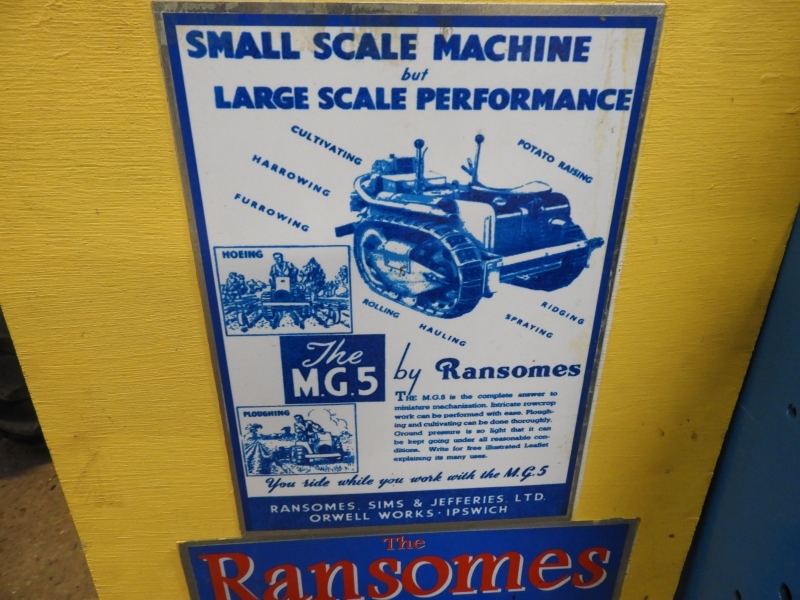 SMALL SCALE MACHINE
but
LARGE SCALE PERFORMANCE
CULTIVATING
HARROWING
FURROWING
POTATO RAISING
HOEING
ROLLING
HAULING
SPRAYING
RIDGING
The
M.G.5
by Ransomes
THE M.G.5 is the complete answer to
miniature mechanisation. Intricate rowcrop
work can be performed with ease. Plough-
ing and cultivating can be done thoroughly.
Ground pressure is so light that it can
be kept going under all reasonable con-
ditions. Write for free illustrated Leaflet
explaining its many uses.
PLOUGHING
You ride while you work with the M.G.5
RANSOMES, SIMS & JEFFERIES, LTD.
ORWELL WORKS · IPSWICH
The
Ransomes